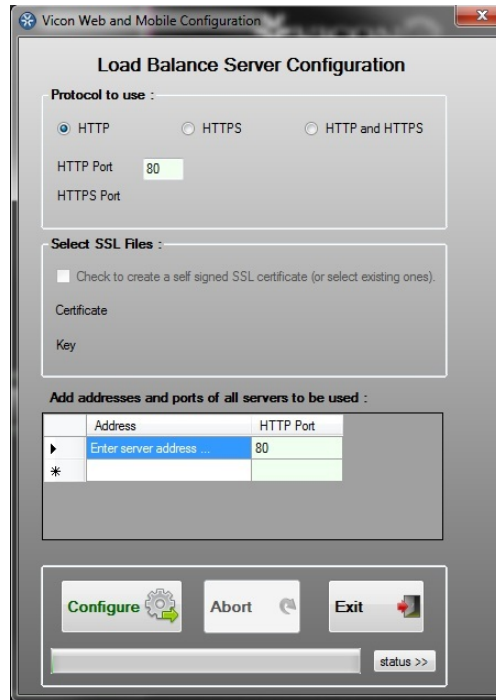 Vicon Web and Mobile Configuration
x
Load Balance Server Configuration
Protocol to use :
HTTP HTTPS HTTP and HTTPS
HTTP Port 80
HTTPS Port
Select SSL Files :
Check to create a self signed SSL certificate (or select existing ones).
Certificate
Key
Add addresses and ports of all servers to be used :
Address HTTP Port
Enter server address ... 80
Configure Abort Exit
status >>